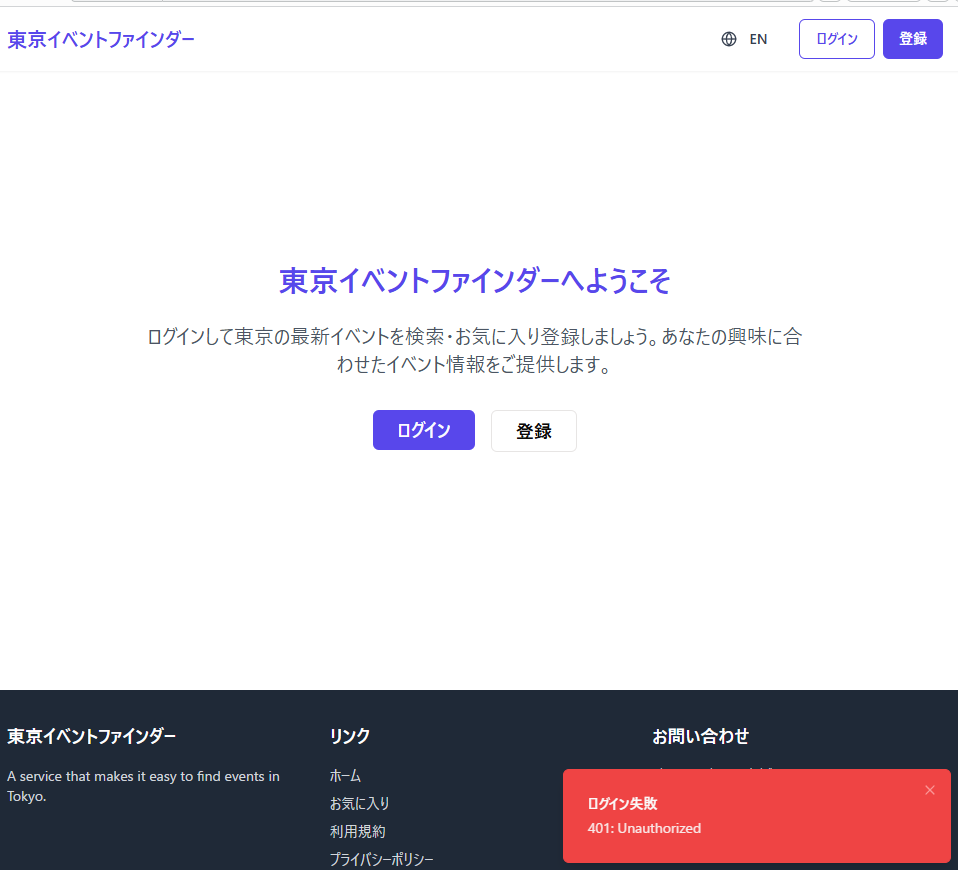 東京イベントファインダー
EN
ログイン
登録
東京イベントファインダーへようこそ
ログインして東京の最新イベントを検索・お気に入り登録しましょう。あなたの興味に合
わせたイベント情報をご提供します。
ログイン
登録
東京イベントファインダー
A service that makes it easy to find events in
Tokyo.
リンク
ホーム
お気に入り
利用規約
プライバシーポリシー
お問い合わせ
ログイン失敗
401: Unauthorized